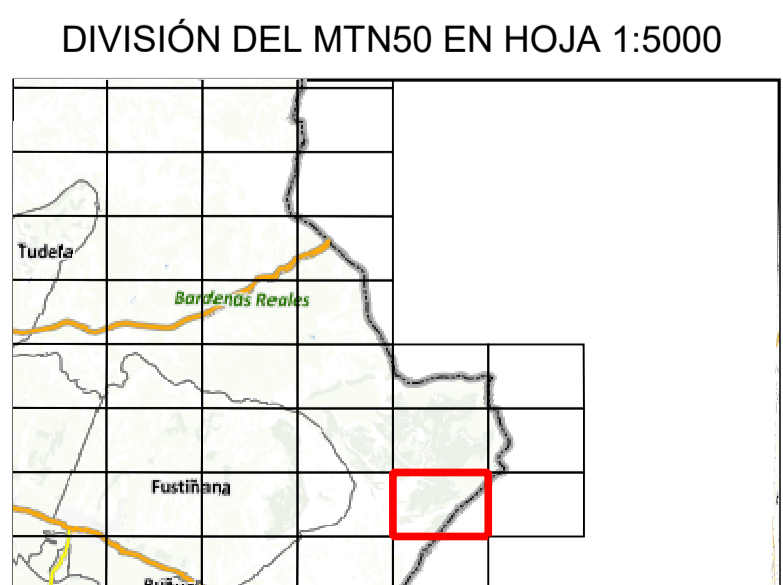 DIVISIÓN DEL MTN50 EN HOJA 1:5000
Tudela
Bardenas Reales
Fustiñana